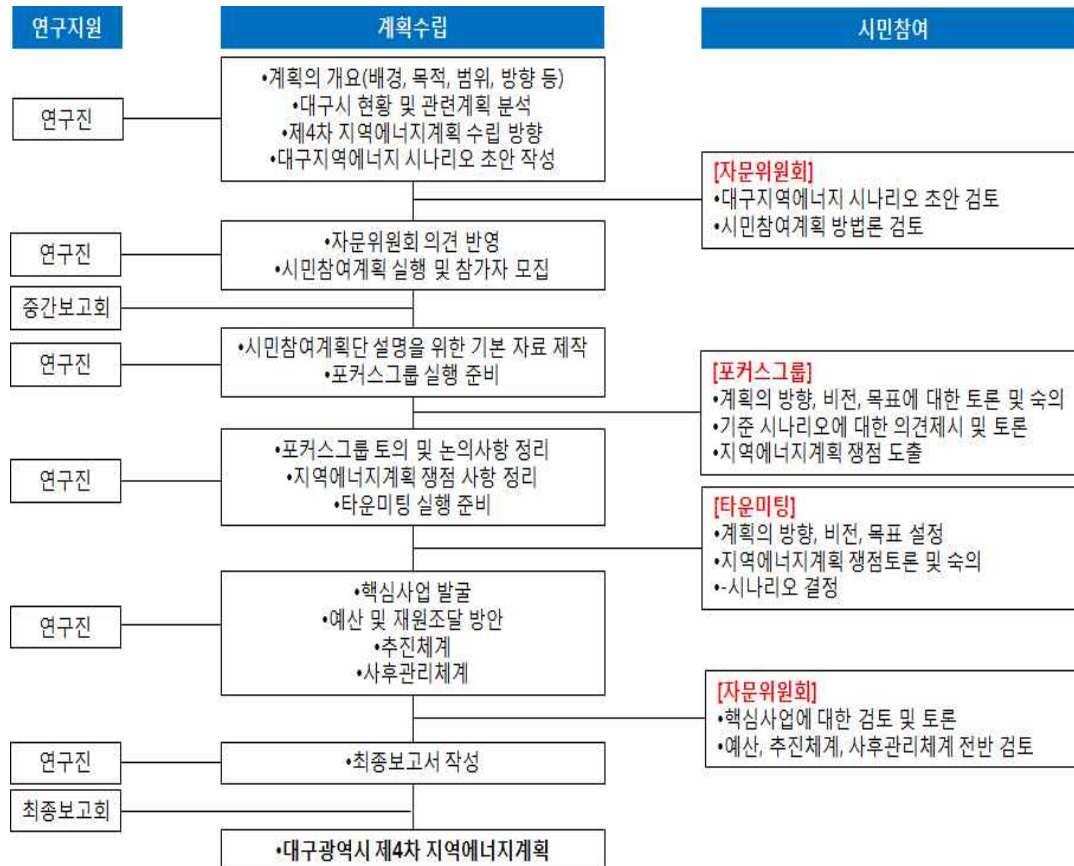 연구지원
계획수립
시민참여
연구진
•계획의 개요(배경, 목적, 범위, 방향 등)
•대구시 현황 및 관련계획 분석
•제4차 지역에너지계획 수립 방향
•대구지역에너지 시나리오 초안 작성
[자문위원회]
•대구지역에너지 시나리오 초안 검토
•시민참여계획 방법론 검토
연구진
•자문위원회 의견 반영
•시민참여계획 실행 및 참가자 모집
중간보고회
연구진
•시민참여계획단 설명을 위한 기본 자료 제작
•포커스그룹 실행 준비
[포커스그룹]
•계획의 방향, 비전, 목표에 대한 토론 및 숙의
•기준 시나리오에 대한 의견제시 및 토론
•지역에너지계획 쟁점 도출
연구진
•포커스그룹 토의 및 논의사항 정리
•지역에너지계획 쟁점 사항 정리
•타운미팅 실행 준비
[타운미팅]
•계획의 방향, 비전, 목표 설정
•지역에너지계획 쟁점토론 및 숙의
•-시나리오 결정
연구진
•핵심사업 발굴
•예산 및 재원조달 방안
•추진체계
•사후관리체계
[자문위원회]
•핵심사업에 대한 검토 및 토론
•예산, 추진체계, 사후관리체계 전반 검토
연구진
•최종보고서 작성
최종보고회
•대구광역시 제4차 지역에너지계획